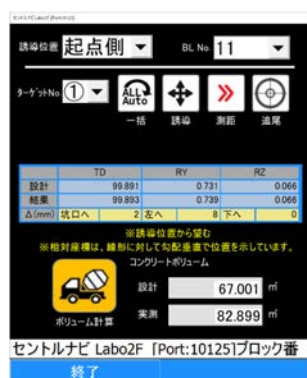 誘導位置 起点側 BL No. 11
ターゲットNo. ① ALL Auto
一括 誘導 測距 追尾
TD RY RZ
設計 99.891 0.731 0.066
結果 99.893 0.739 0.066
Δ(mm) 坑口へ 2 左へ 8 下へ 0
※誘導位置から望む
※相対座標は、線形に対して勾配垂直で位置を示しています。
コンクリートボリューム
設計 67.001 ㎥
ボリューム計算 実測 82.899 ㎥
セントルナビ Labo2F [Port:10125]ブロック番
終了